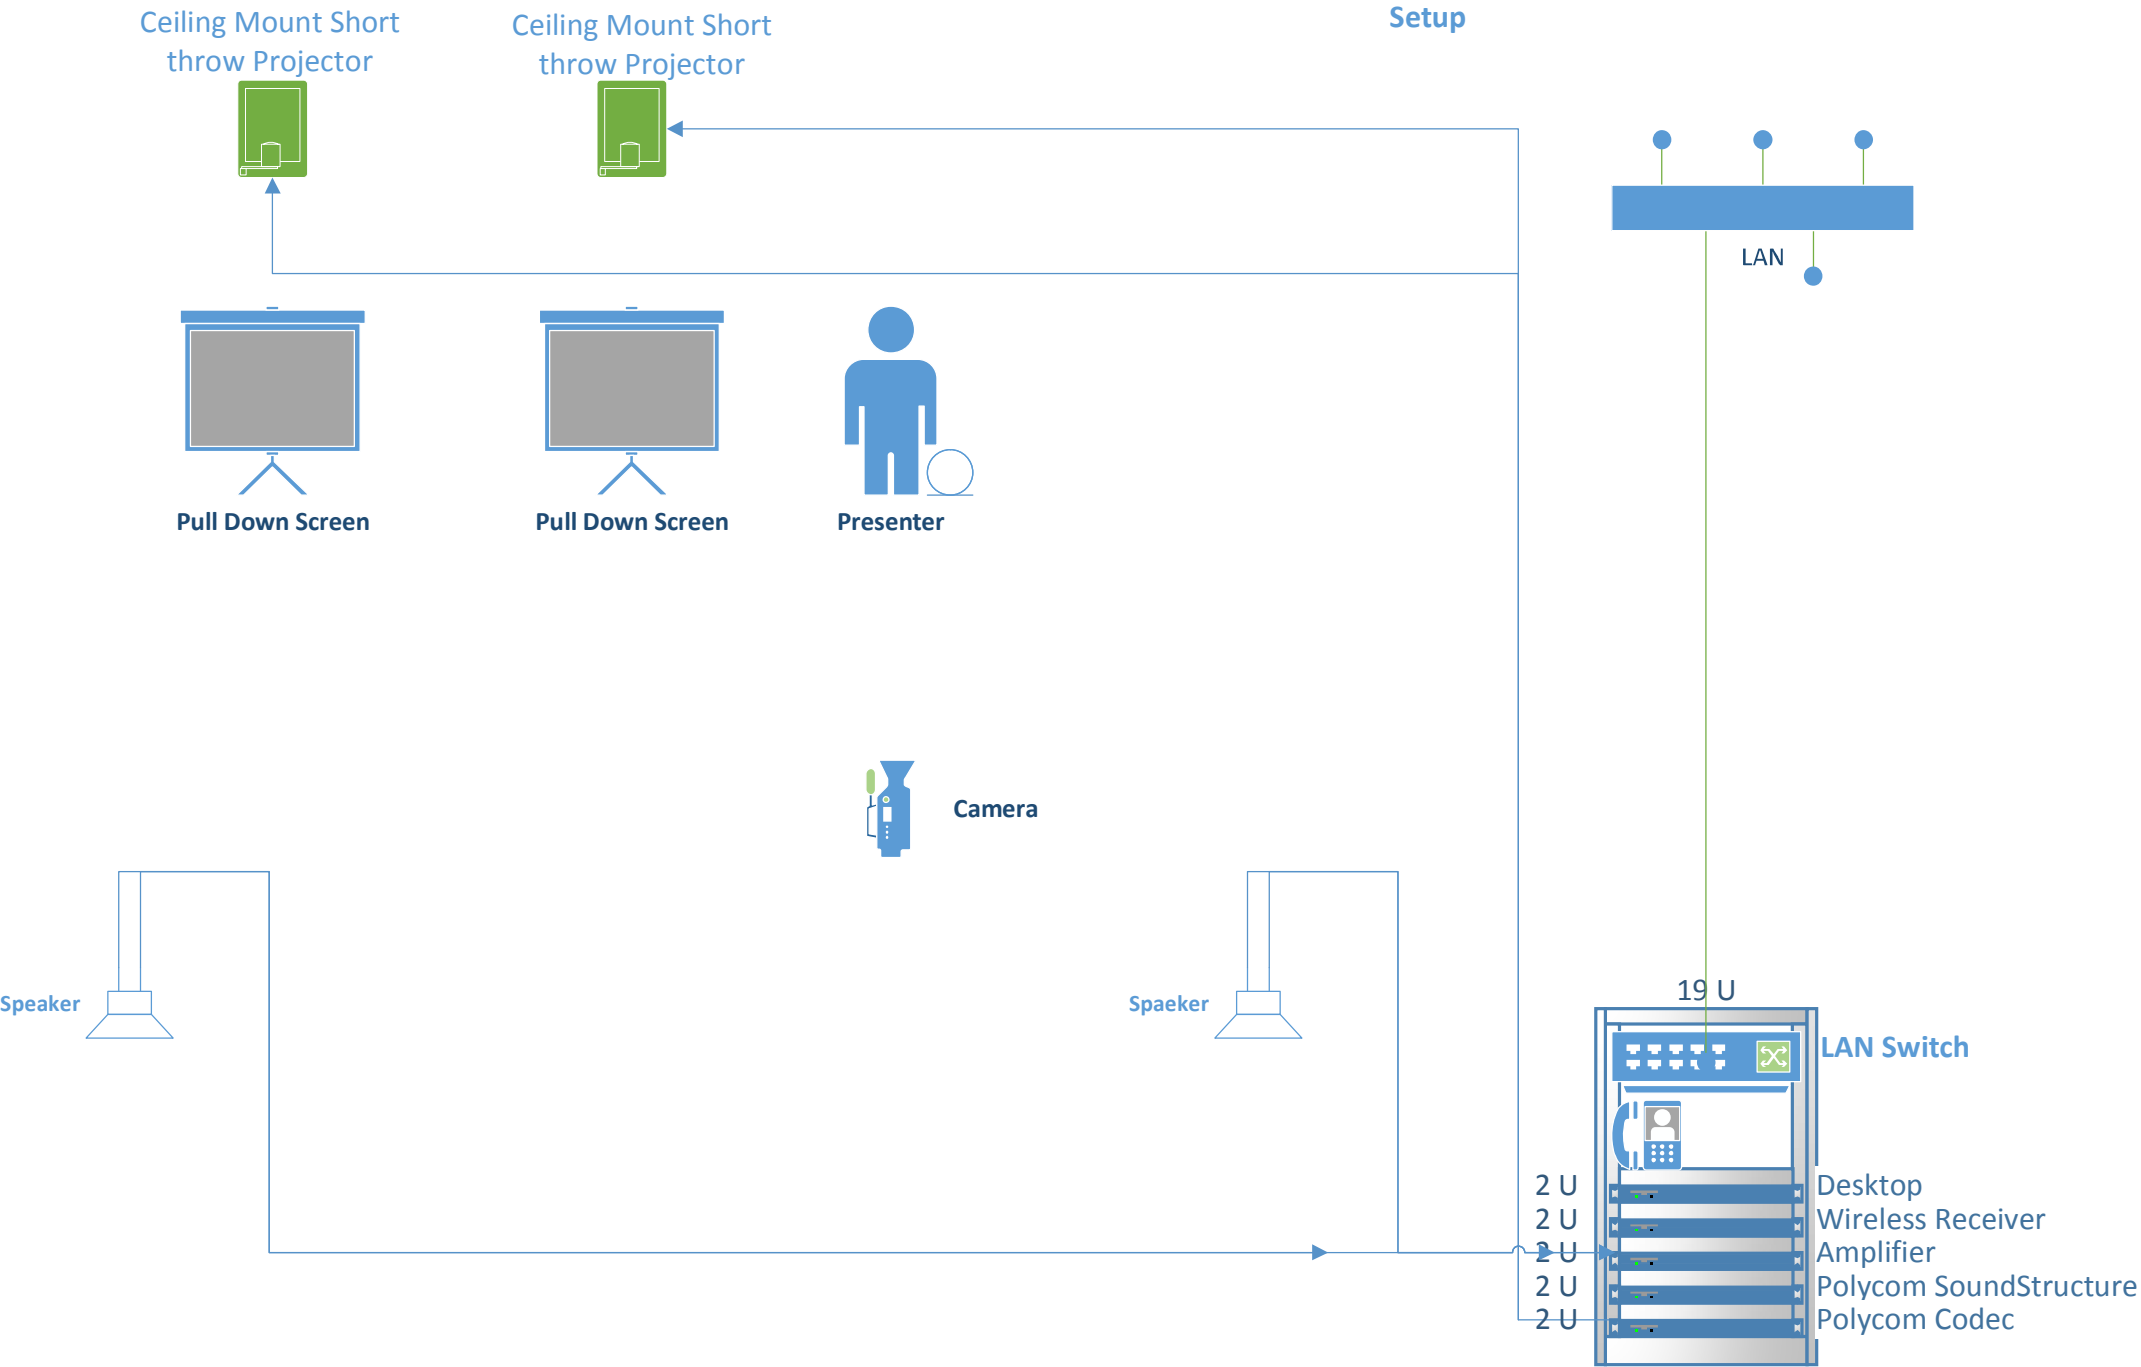 Setup
Ceiling Mount Short
throw Projector
Ceiling Mount Short
throw Projector
LAN
Pull Down Screen
Pull Down Screen
Presenter
Camera
Speaker
Spaeker
19 U
LAN Switch
2 U Desktop
2 U Wireless Receiver
2 U Amplifier
2 U Polycom SoundStructure
2 U Polycom Codec